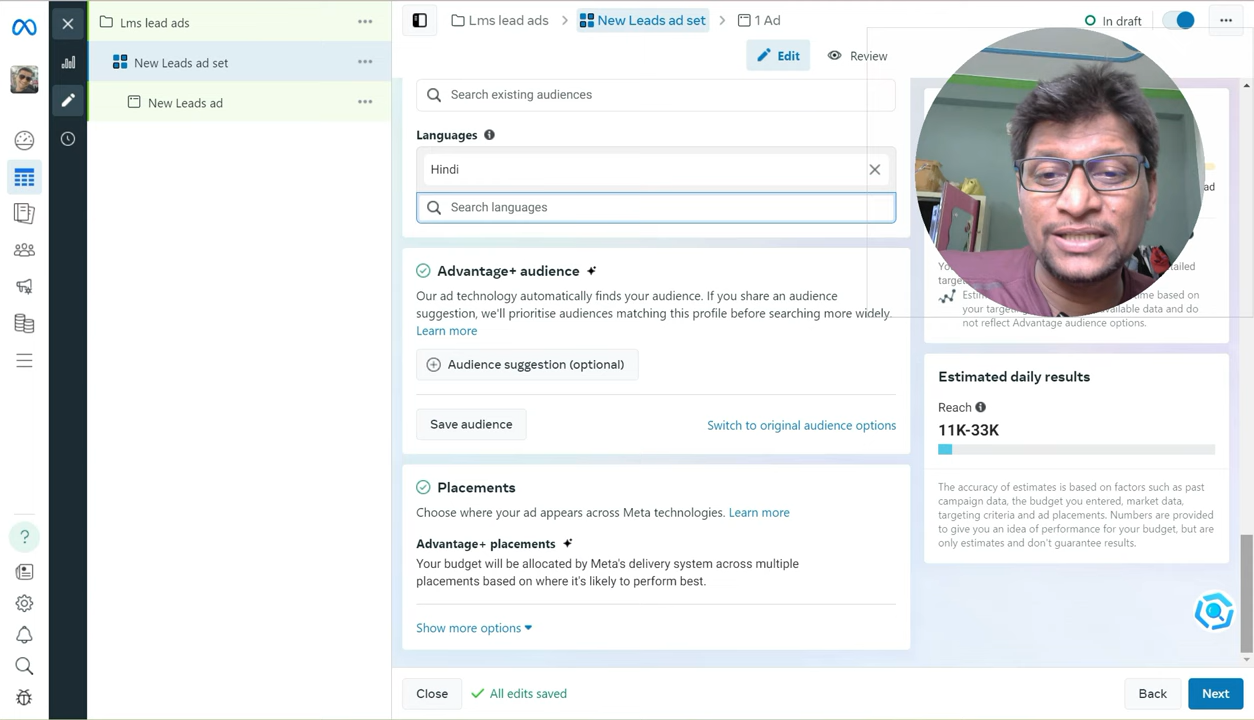 Lms lead ads
New Leads ad set
New Leads ad
Lms lead ads
New Leads ad set
1 Ad
In draft
Edit
Review
Search existing audiences
Languages
Hindi
Search languages
Advantage+ audience
Our ad technology automatically finds your audience. If you share an audience
suggestion, we'll prioritise audiences matching this profile before searching more widely.
Learn more
Audience suggestion (optional)
Save audience
Switch to original audience options
Placements
Choose where your ad appears across Meta technologies. Learn more
Advantage+ placements
Your budget will be allocated by Meta's delivery system across multiple
placements based on where it's likely to perform best.
Show more options
ad
based on
your
data and do
not reflect Advantage audience options.
Estimated daily results
Reach
11K-33K
The accuracy of estimates is based on factors such as past
campaign data, the budget you entered, market data,
targeting criteria and ad placements. Numbers are provided
to give you an idea of performance for your budget, but are
only estimates and don't guarantee results.
Close
All edits saved
Back
Next